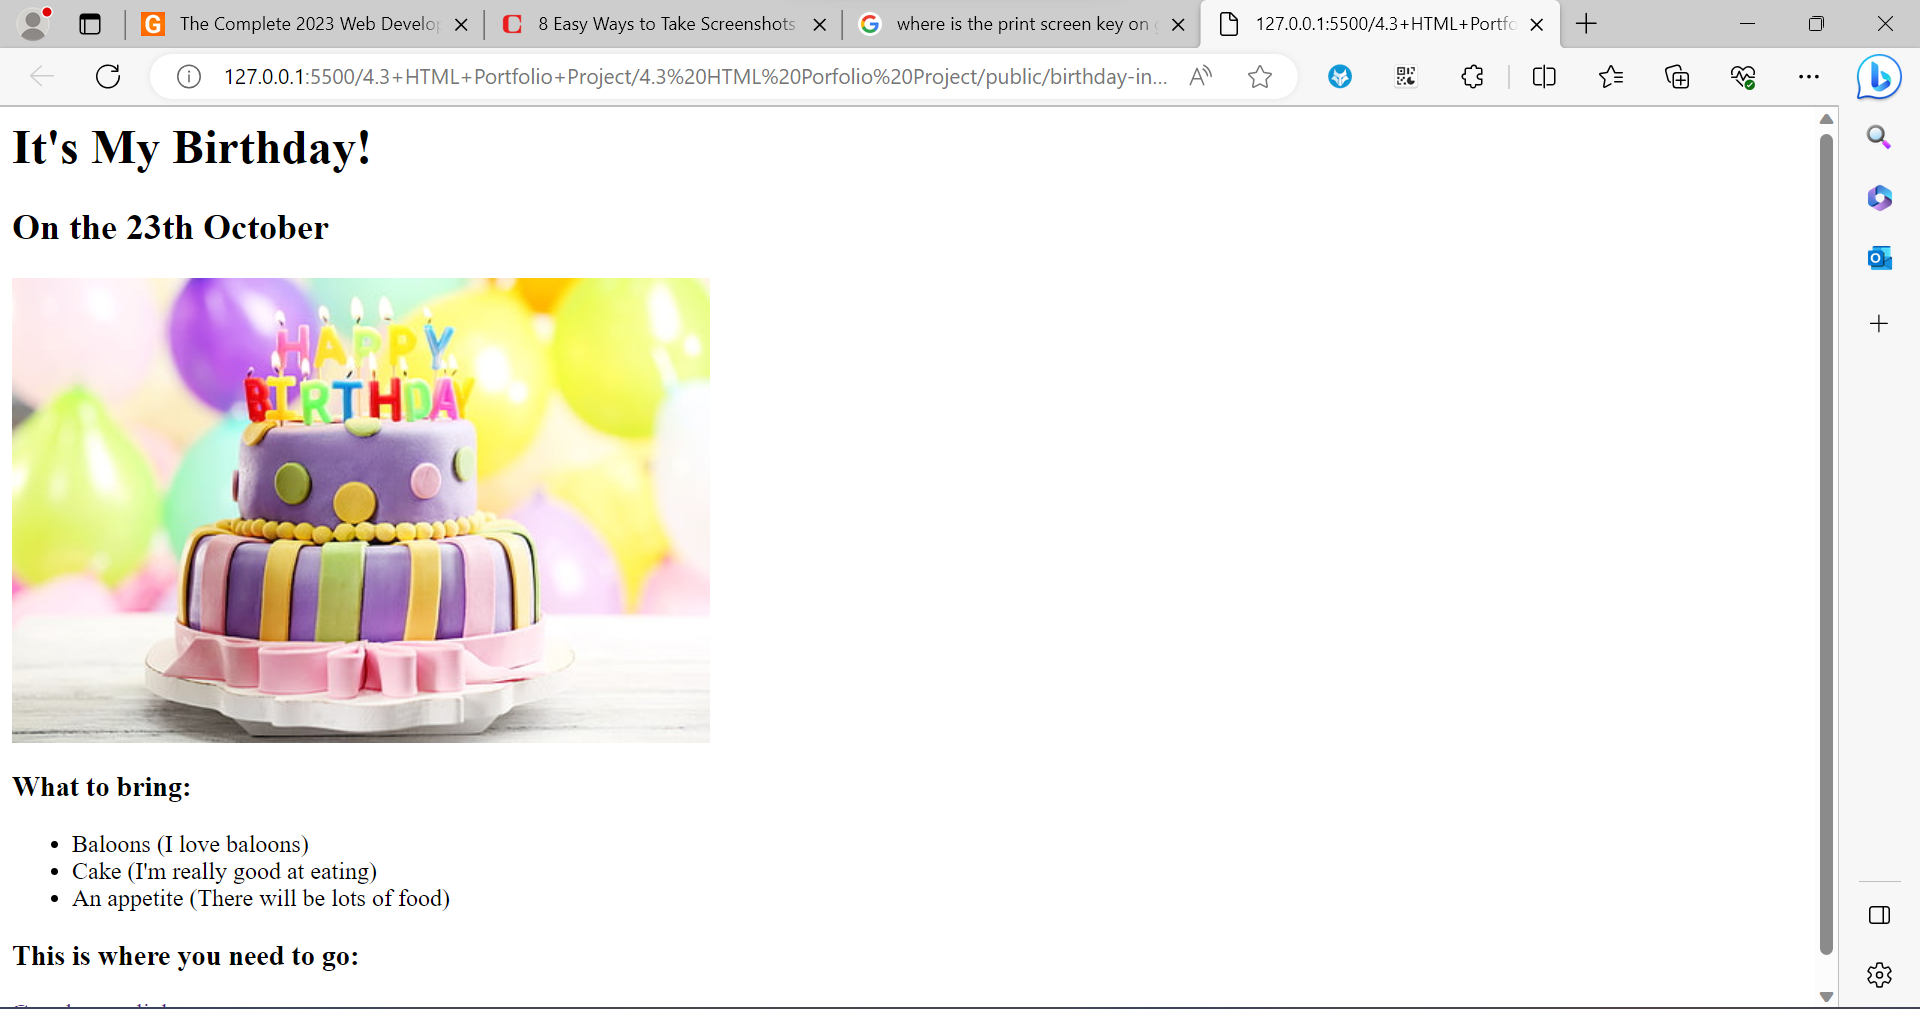 The Complete 2023 Web Develo
8 Easy Ways to Take Screenshots
where is the print screen key on
127.0.0.1:5500/4.3+HTML+Portfo
127.0.0.1:5500/4.3+HTML+Portfolio+Project/4.3%20HTML%20Porfolio%20Project/public/birthday-in...
It's My Birthday!
On the 23th October
HAPPY
BIRTHDAY
What to bring:
• Baloons (I love baloons)
• Cake (I'm really good at eating)
• An appetite (There will be lots of food)
This is where you need to go: